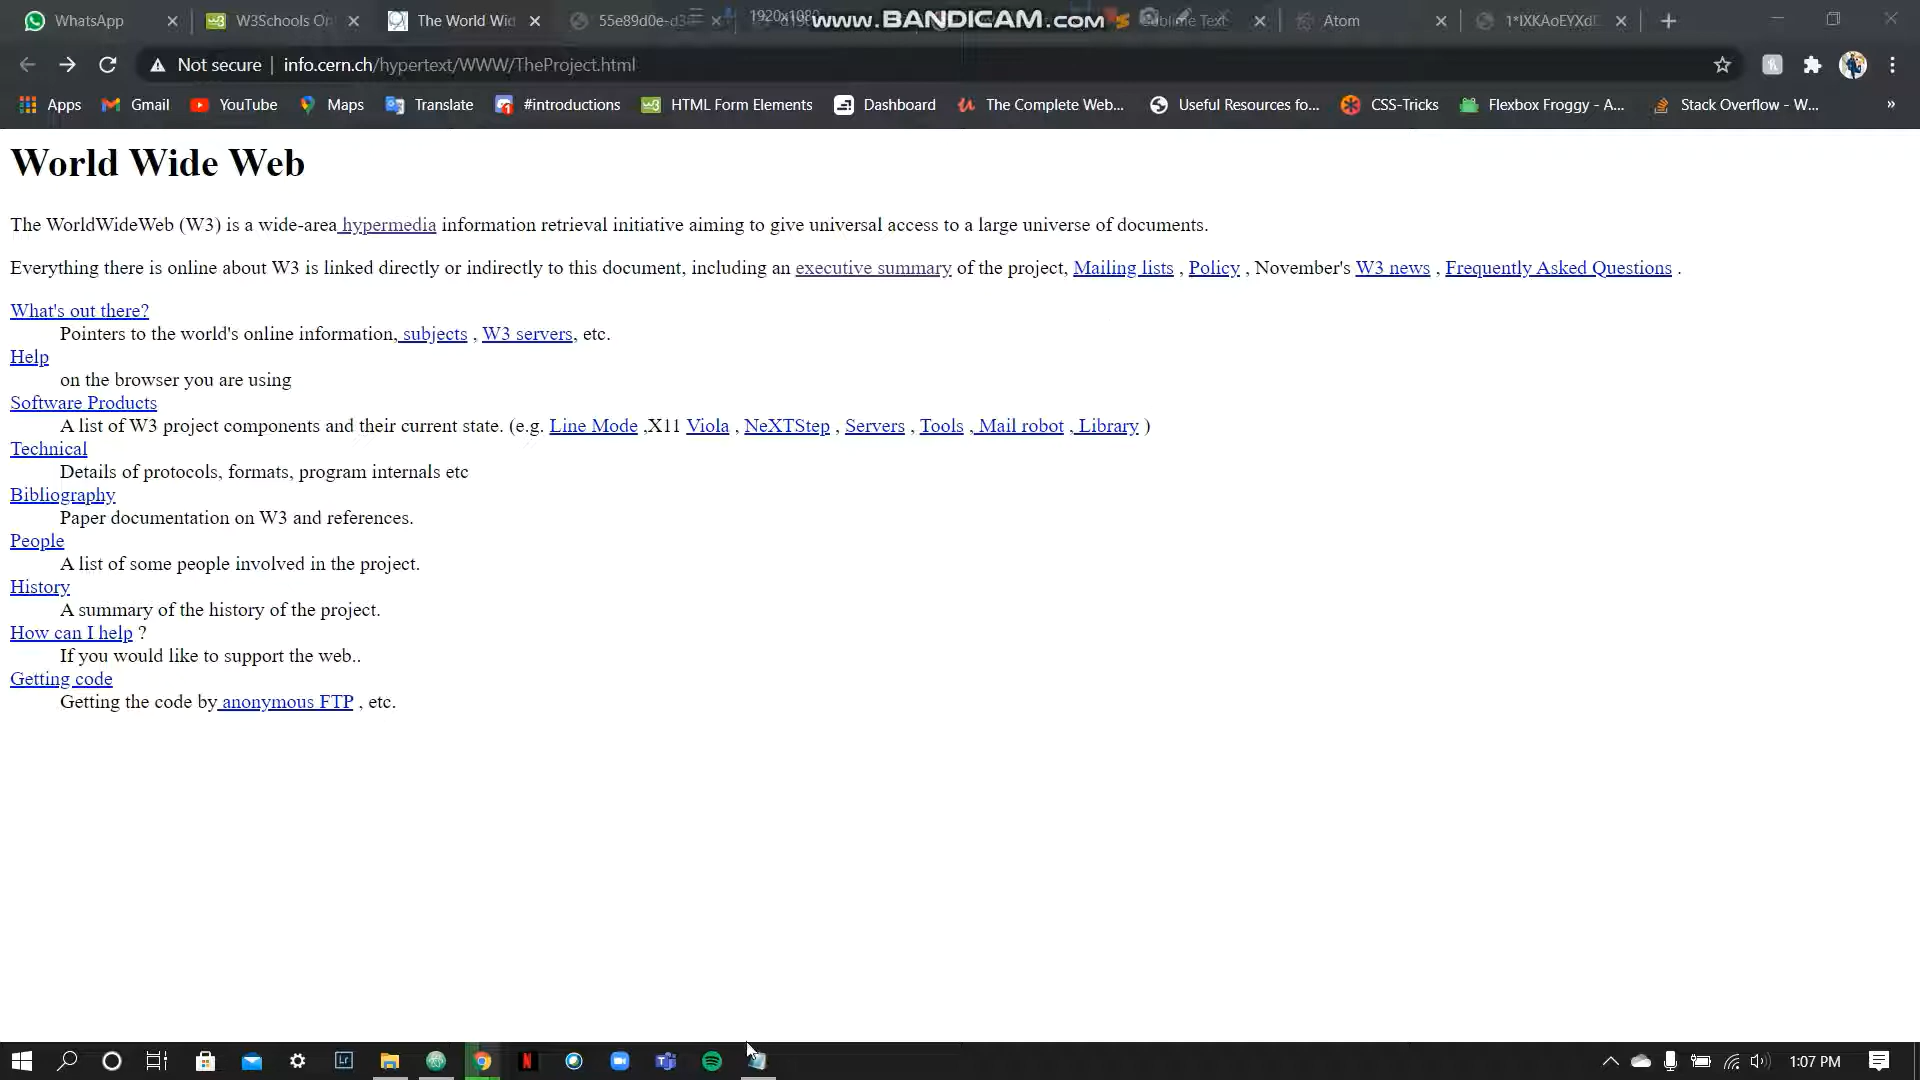 WhatsApp
W3Schools On
The World Wid
55e89d0e-d3
1920x1080
www.BANDICAM.com
Sublime Text
Atom
1*IXKAoEYXd
Not secure
info.cern.ch/hypertext/WWW/TheProject.html
Apps
Gmail
YouTube
Maps
Translate
#introductions
HTML Form Elements
Dashboard
The Complete Web...
Useful Resources fo...
CSS-Tricks
Flexbox Froggy - A...
Stack Overflow - W...
»
World Wide Web
The WorldWideWeb (W3) is a wide-area hypermedia information retrieval initiative aiming to give universal access to a large universe of documents.
Everything there is online about W3 is linked directly or indirectly to this document, including an executive summary of the project, Mailing lists , Policy , November's W3 news , Frequently Asked Questions .
What's out there?
Pointers to the world's online information, subjects , W3 servers, etc.
Help
on the browser you are using
Software Products
A list of W3 project components and their current state. (e.g. Line Mode ,X11 Viola , NeXTStep , Servers , Tools , Mail robot , Library )
Technical
Details of protocols, formats, program internals etc
Bibliography
Paper documentation on W3 and references.
People
A list of some people involved in the project.
History
A summary of the history of the project.
How can I help ?
If you would like to support the web..
Getting code
Getting the code by anonymous FTP , etc.
1:07 PM